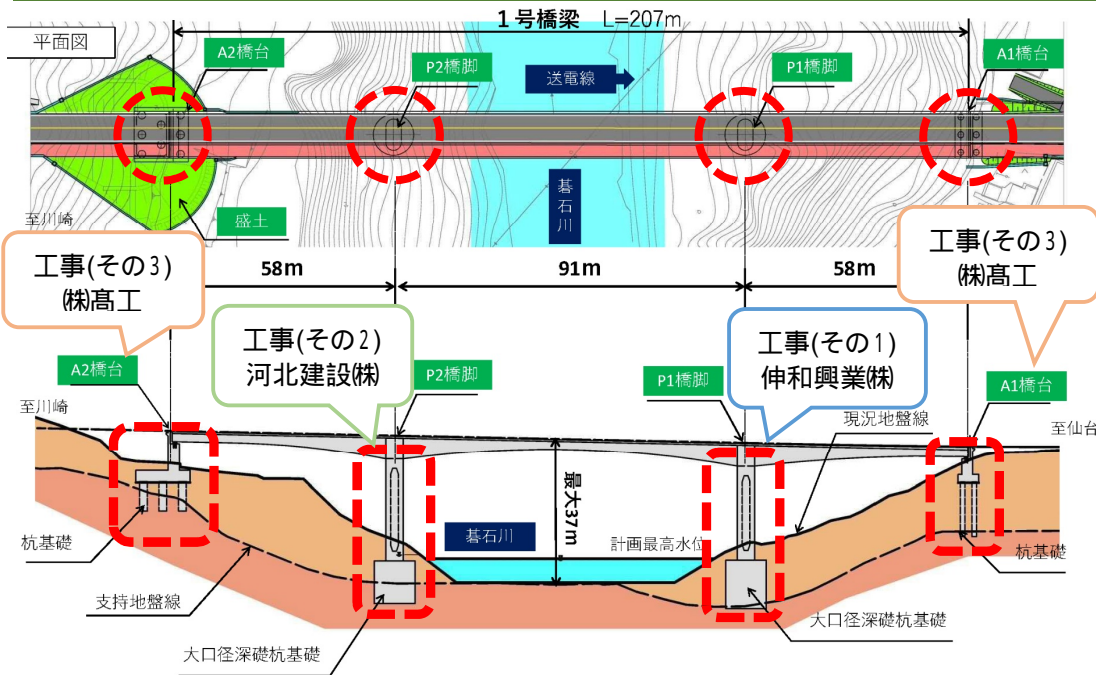 1号橋梁 L=207m
平面図
A2橋台
P2橋脚
送電線
P1橋脚
A1橋台
碁石川
至川崎
盛土
工事(その3)
㈱髙工
58m
91m
58m
工事(その3)
㈱髙工
工事(その2)
河北建設㈱
工事(その1)
伸和興業㈱
A2橋台
P2橋脚
P1橋脚
A1橋台
至川崎
現況地盤線
至仙台
最大37m
碁石川
計画最高水位
杭基礎
杭基礎
支持地盤線
大口径深礎杭基礎
大口径深礎杭基礎